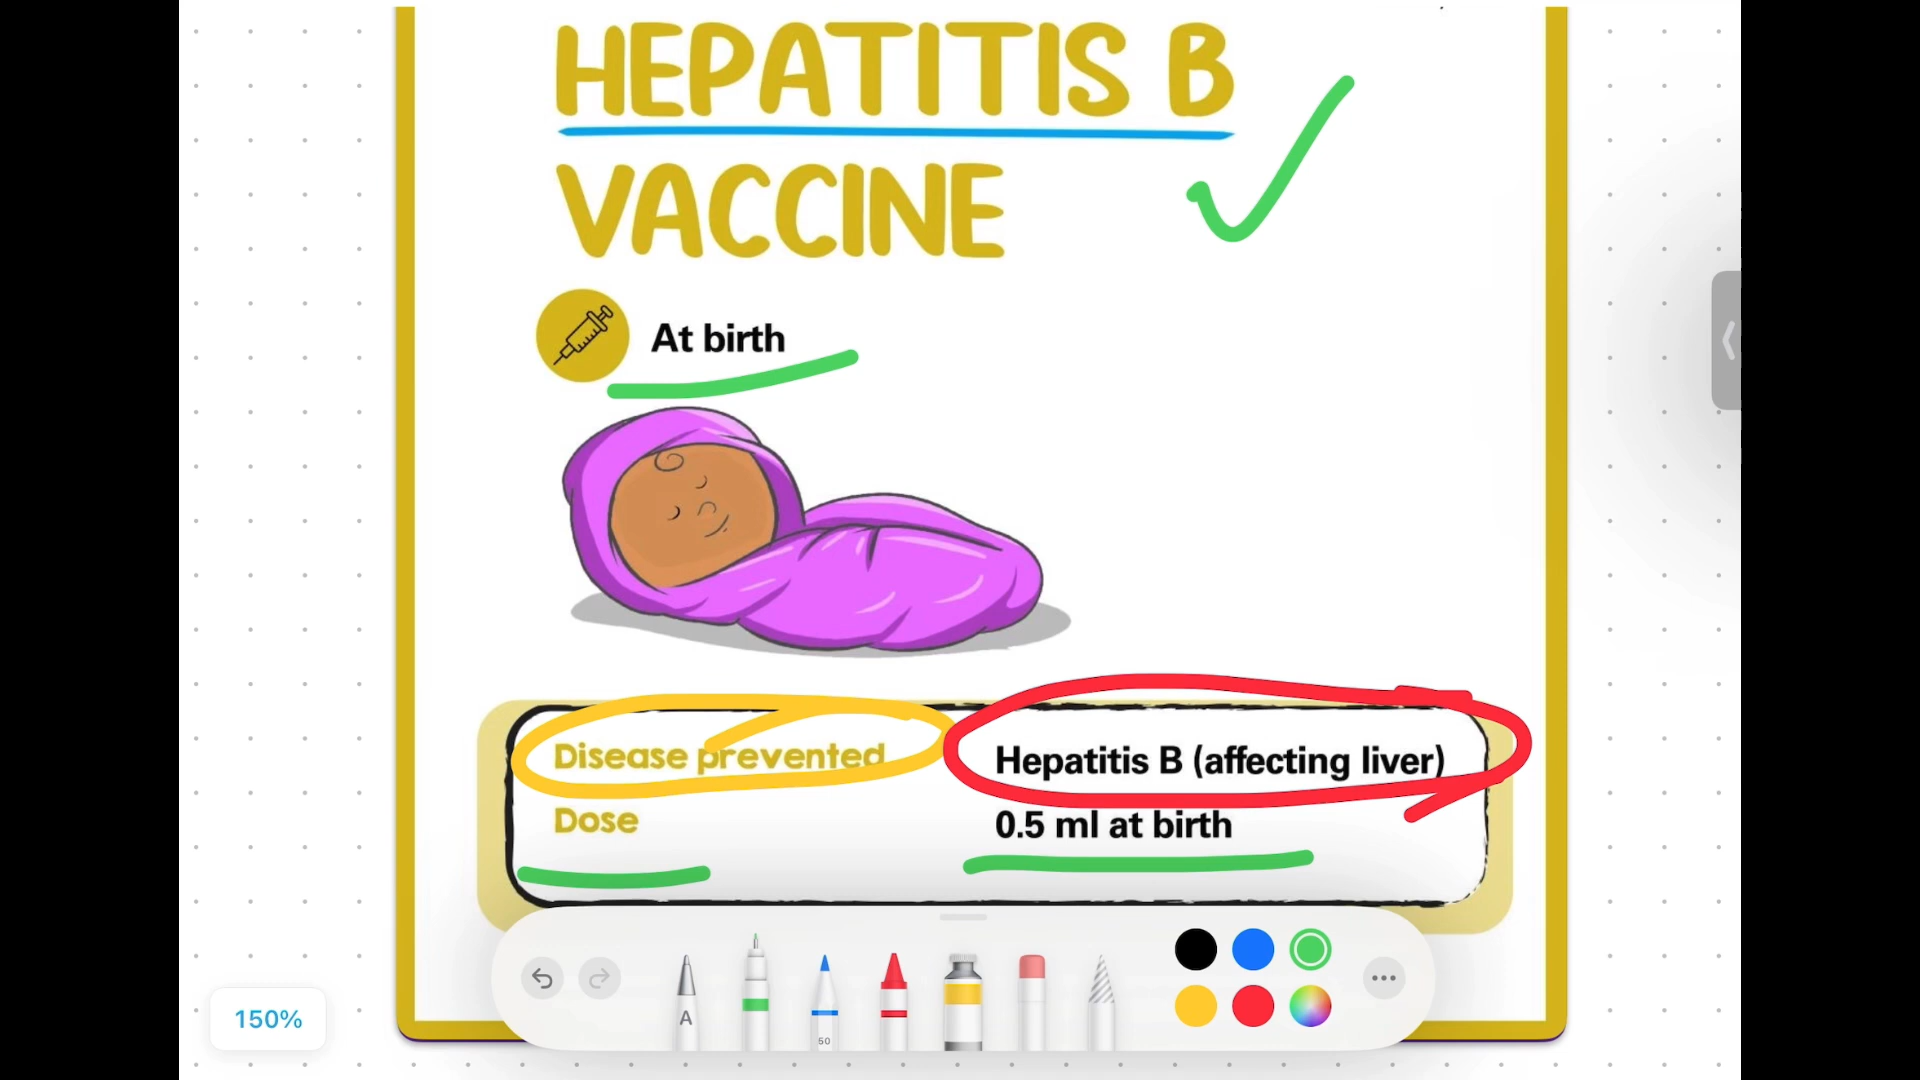 HEPATITIS B
VACCINE
At birth
Disease prevented
Hepatitis B (affecting liver)
Dose
0.5 ml at birth
A
50
150%